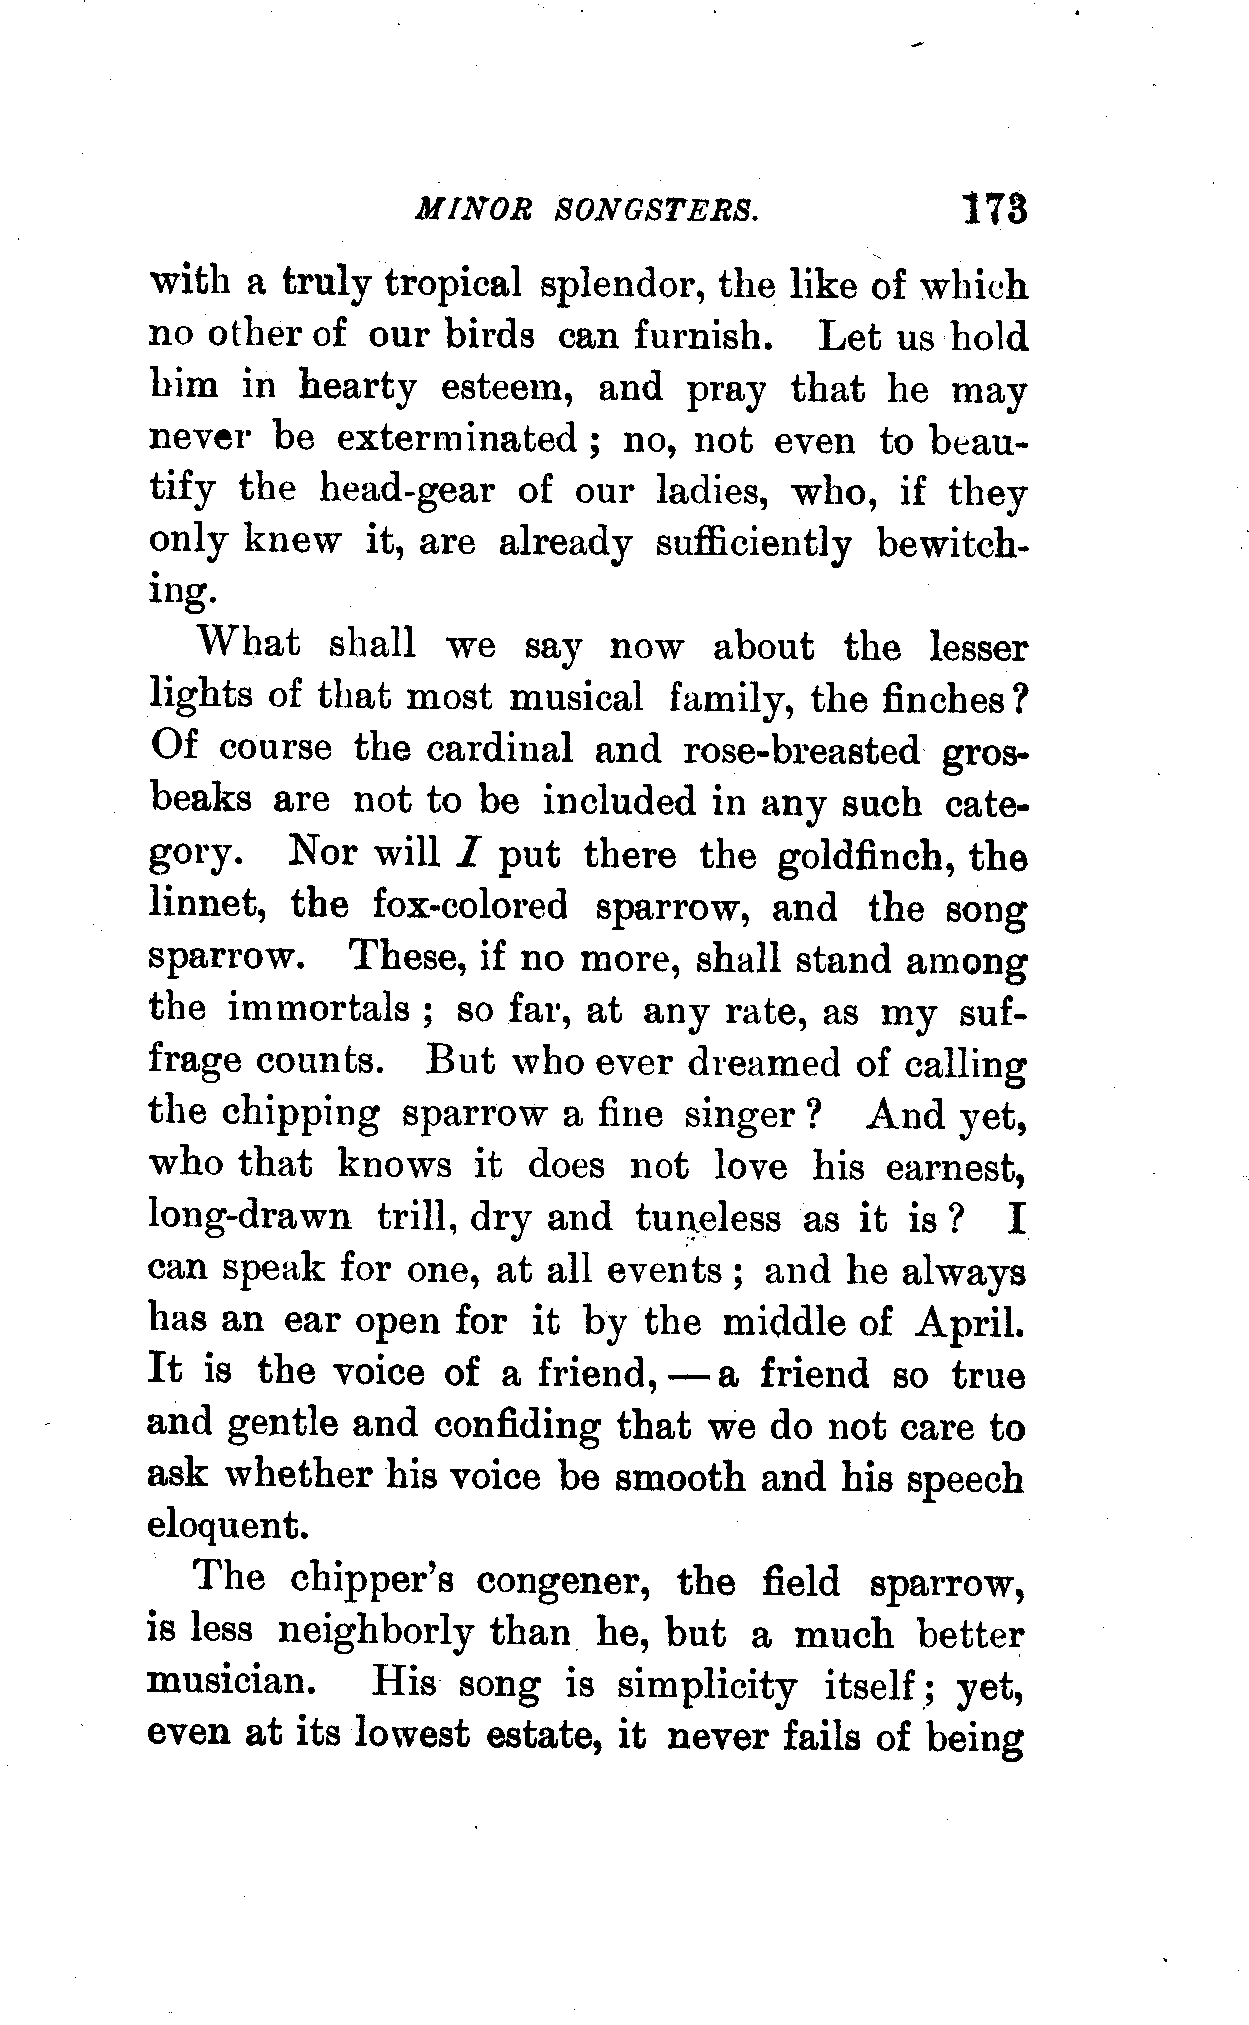 MINOR SONGSTERS. 173
with a truly tropical splendor, the like of which
no other of our birds can furnish. Let us hold
him in hearty esteem, and pray that he may
never be exterminated ; no, not even to beau-
tify the head-gear of our ladies, who, if they
only knew it, are already sufficiently bewitch-
ing.
What shall we say now about the lesser
lights of that most musical family, the finches ?
Of course the cardinal and rose-breasted gros-
beaks are not to be included in any such cate-
gory. Nor will I put there the goldfinch, the
linnet, the fox-colored sparrow, and the song
sparrow. These, if no more, shall stand among
the immortals ; so far, at any rate, as my suf-
frage counts. But who ever dreamed of calling
the chipping sparrow a fine singer ? And yet,
who that knows it does not love his earnest,
long-drawn trill, dry and tuneless as it is ? I
can speak for one, at all events ; and he always
has an ear open for it by the middle of April.
It is the voice of a friend, — a friend so true
and gentle and confiding that we do not care to
ask whether his voice be smooth and his speech
eloquent.
The chipper's congener, the field sparrow,
is less neighborly than he, but a much better
musician. His song is simplicity itself ; yet,
even at its lowest estate, it never fails of being